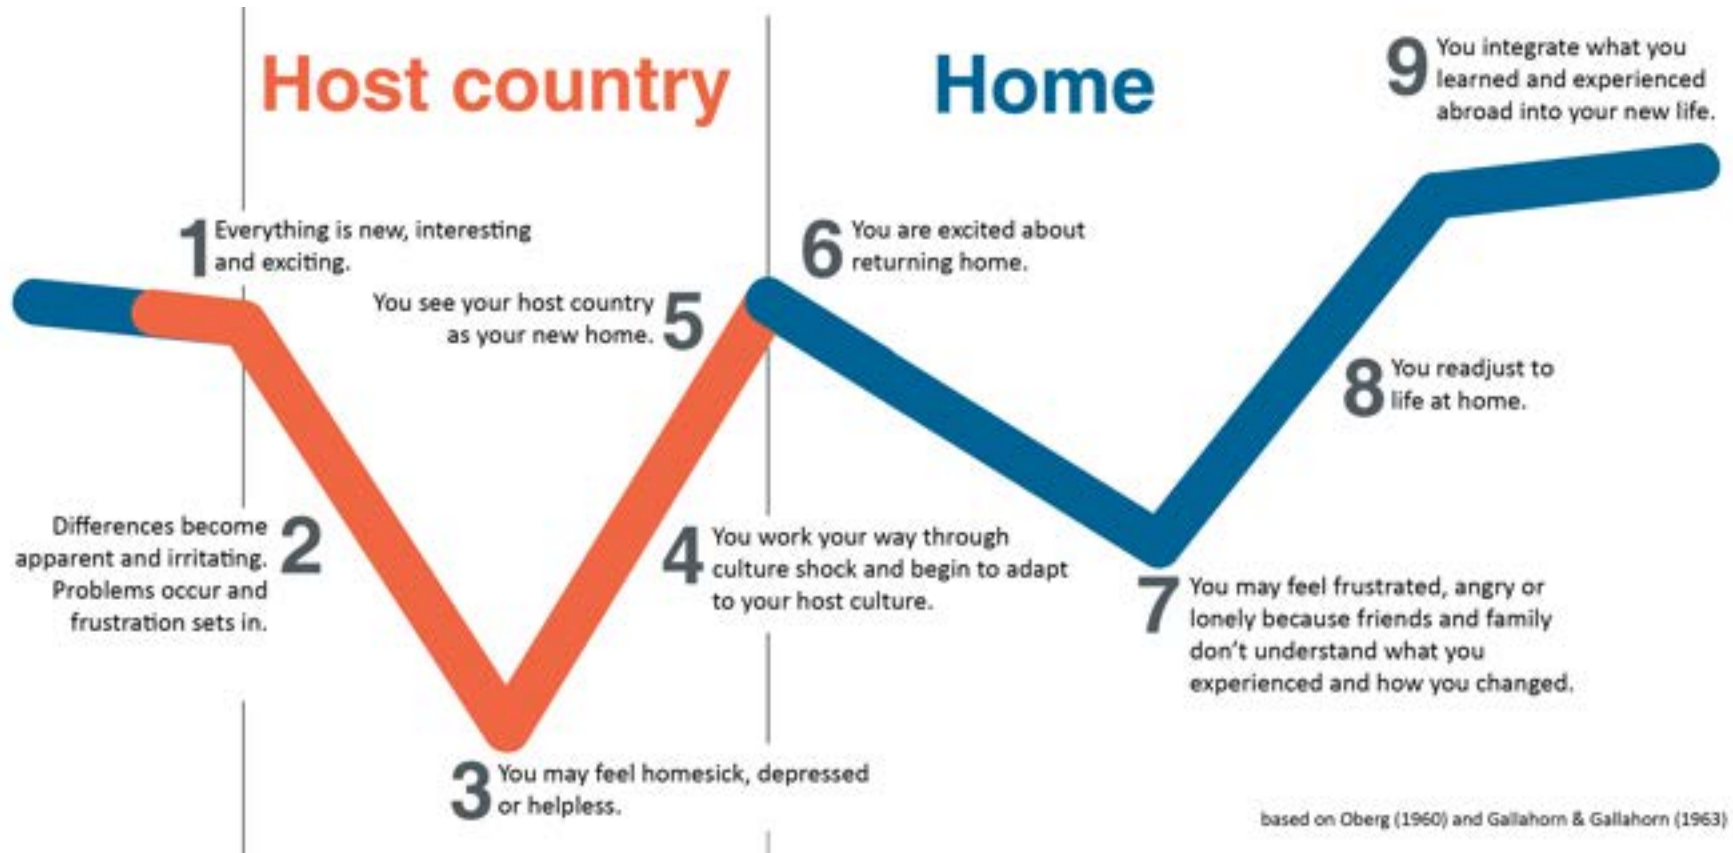 Host country
Home
1
Everything is new, interesting
and exciting.
2
Differences become
apparent and irritating.
Problems occur and
frustration sets in.
3
You may feel homesick, depressed
or helpless.
4
You work your way through
culture shock and begin to adapt
to your host culture.
5
You see your host country
as your new home.
6
You are excited about
returning home.
7
You may feel frustrated, angry or
lonely because friends and family
don't understand what you
experienced and how you changed.
8
You readjust to
life at home.
9
You integrate what you
learned and experienced
abroad into your new life.
based on Oberg (1960) and Gallahorn & Gallahorn (1963)